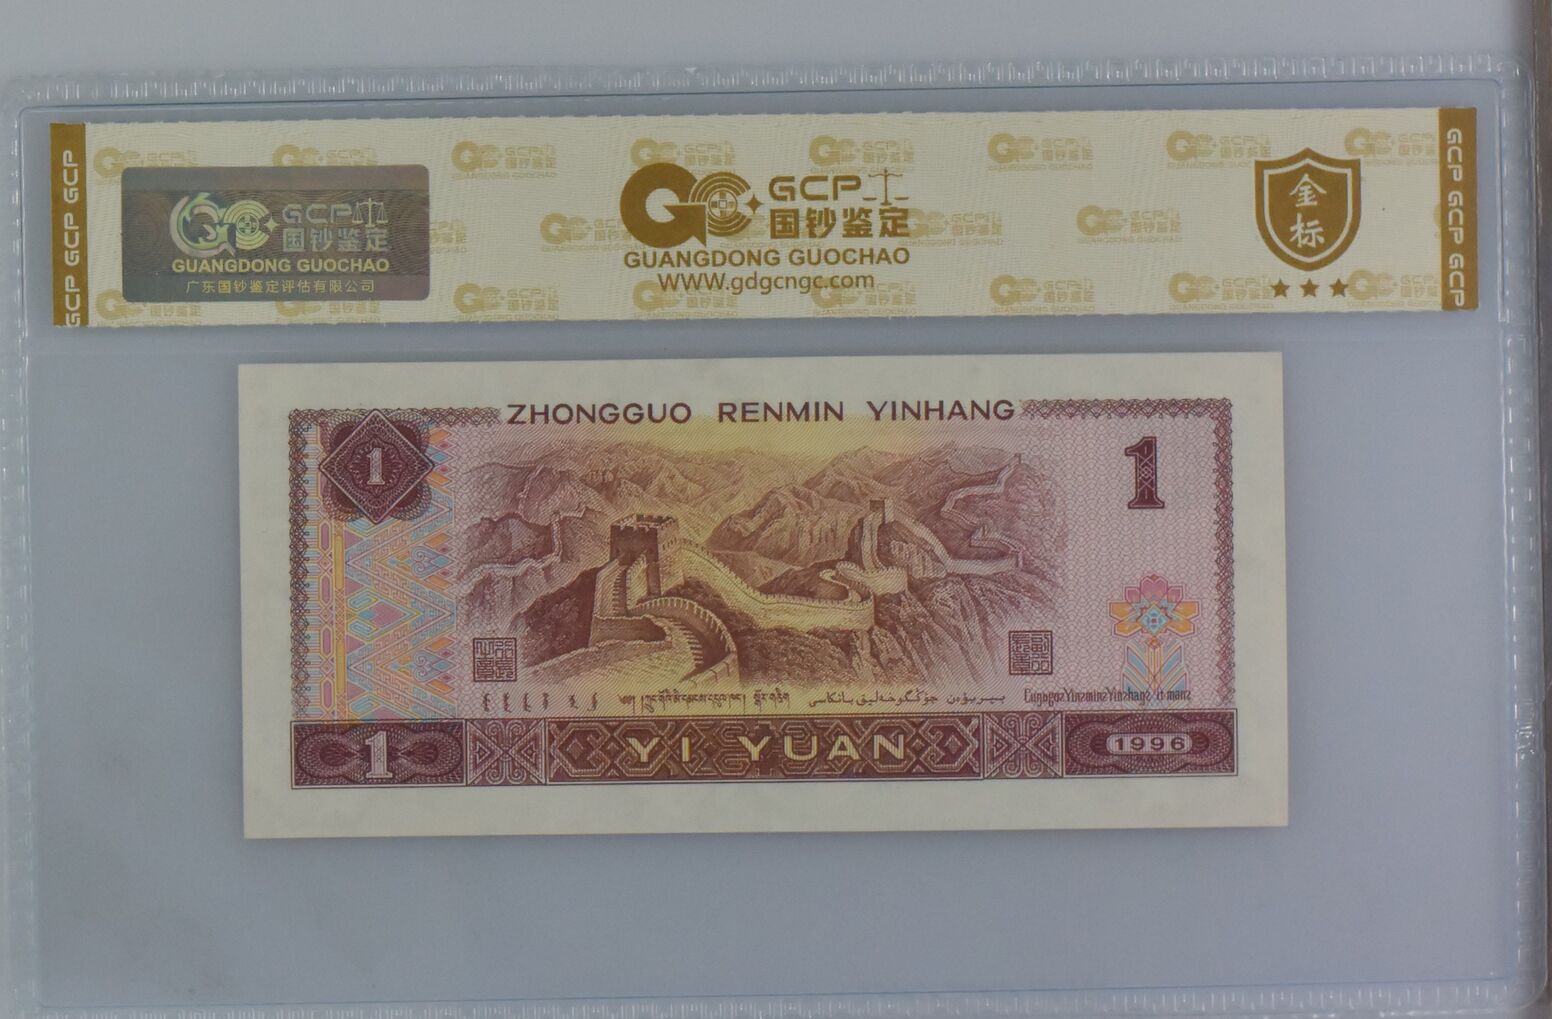 GCP GCP GCP
GCP
国钞鉴定
GUANGDONG GUOCHAO
广东国钞鉴定评估有限公司
GCP
国钞鉴定
GUANGDONG GUOCHAO
WWW.gdgcngc.com
金标
GCP GCP GCP
ZHONGGUO RENMIN YINHANG
1
1
1
YI YUAN
1996